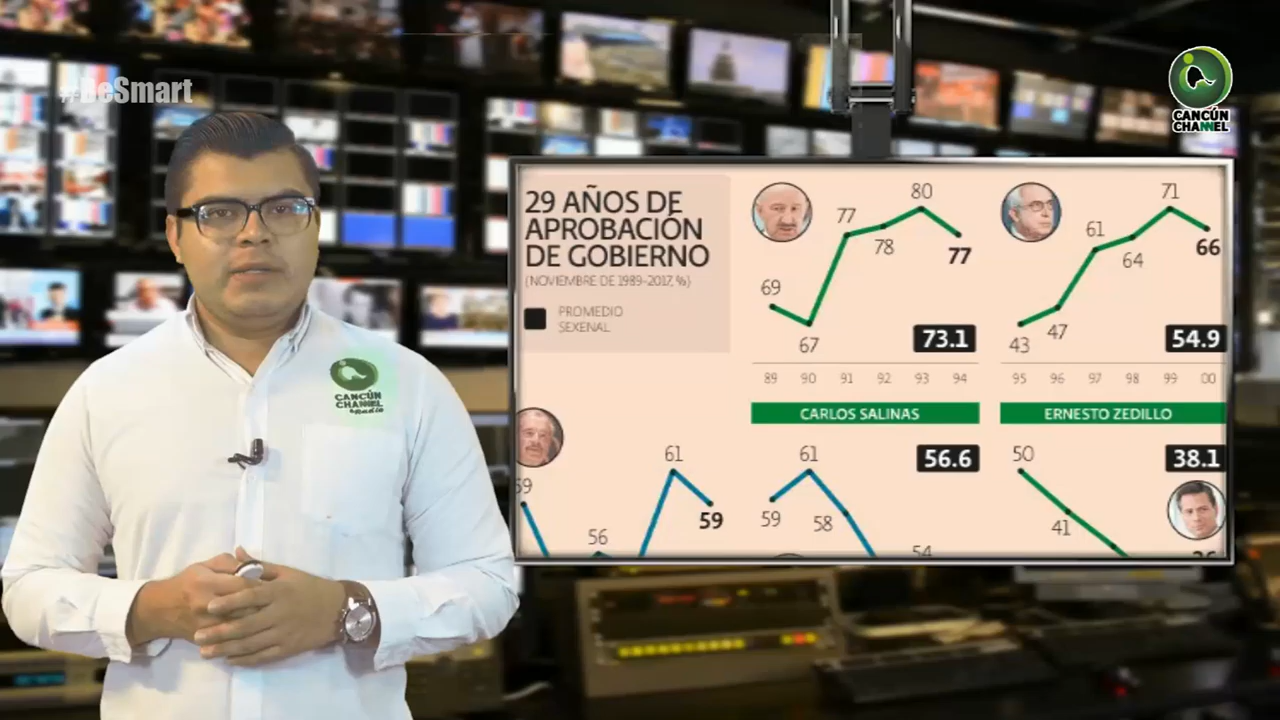 #BeSmart
CANCÚN
CHANNEL
CANCÚN
CHANNEL
Radio
29 AÑOS DE
APROBACIÓN
DE GOBIERNO
(NOVIEMBRE DE 1989-2017, %)
PROMEDIO
SEXENAL
69
67
77
78
80
77
73.1
89 90 91 92 93 94
CARLOS SALINAS
43
47
61
64
71
66
54.9
95 96 97 98 99 00
ERNESTO ZEDILLO
59
56
61
59
59
61
58
54
56.6
50
41
38.1